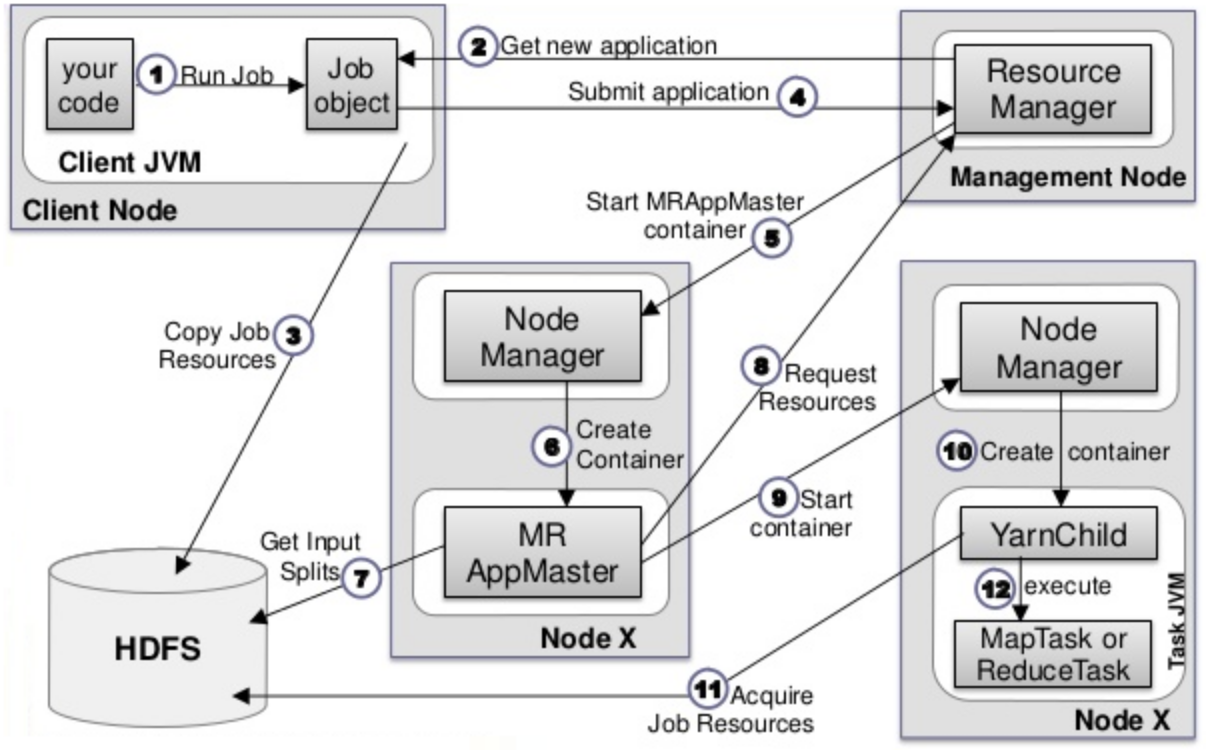 your
code
1 Run Job
Job
object
Client JVM
Client Node
2 Get new application
Submit application 4
Resource
Manager
Management Node
Start MRAppMaster
container
5
Copy Job
Resources
3
Node
Manager
6 Create
Container
MR
AppMaster
Node X
Get Input
Splits 7
HDFS
8 Request
Resources
9 Start
container
Node
Manager
10 Create container
YarnChild
12 execute
MapTask or
ReduceTask
Task JVM
Node X
11 Acquire
Job Resources